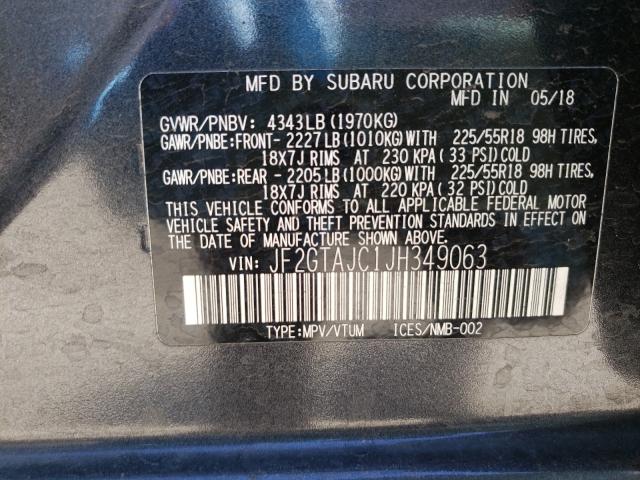 MFD BY SUBARU CORPORATION
MFD IN 05/18
GVWR/PNBV: 4343LB (1970KG)
GAWR/PNBE:FRONT- 2227 LB (1010KG) WITH 225/55R18 98H TIRES,
18X7J RIMS AT 230 KPA (33 PSI) COLD
GAWR/PNBE:REAR - 2205 LB (1000KG) WITH 225/55R18 98H TIRES,
18X7J RIMS AT 220 KPA (32 PSI) COLD
THIS VEHICLE CONFORMS TO ALL APPLICABLE FEDERAL MOTOR
VEHICLE SAFETY AND THEFT PREVENTION STANDARDS IN EFFECT
ON THE DATE OF MANUFACTURE SHOWN ABOVE.
VIN: JF2GTAJC1JH349063
TYPE:MPV/VTUM ICES/NMB-002